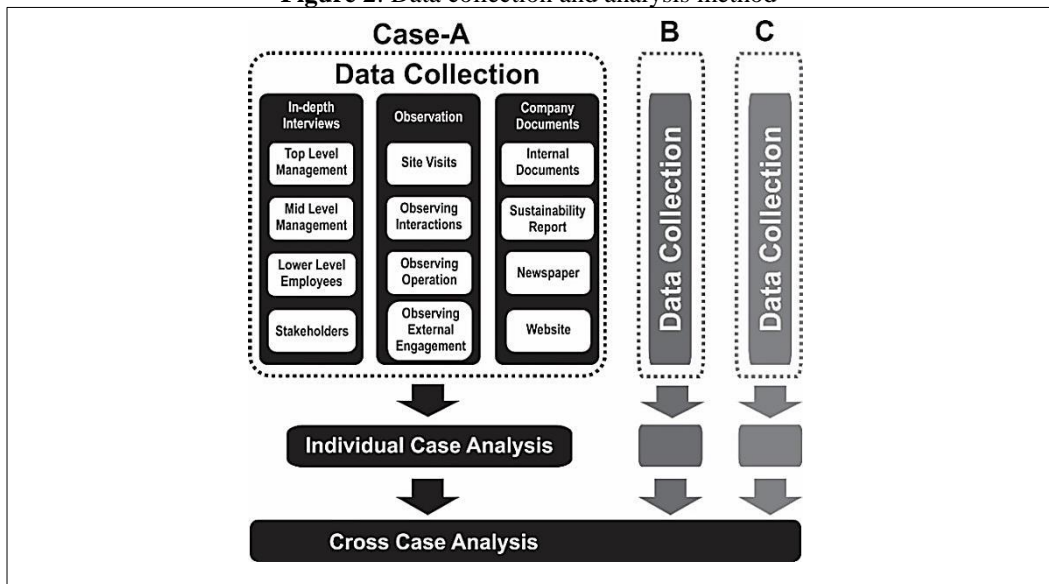 Figure 2: Data collection and analysis method
Case-A
B
C
Data Collection
In-depth
Interviews
Top Level
Management
Mid Level
Management
Lower Level
Employees
Stakeholders
Observation
Site Visits
Observing
Interactions
Observing
Operation
Observing
External
Engagement
Company
Documents
Internal
Documents
Sustainability
Report
Newspaper
Website
Data Collection
Data Collection
Individual Case Analysis
Cross Case Analysis